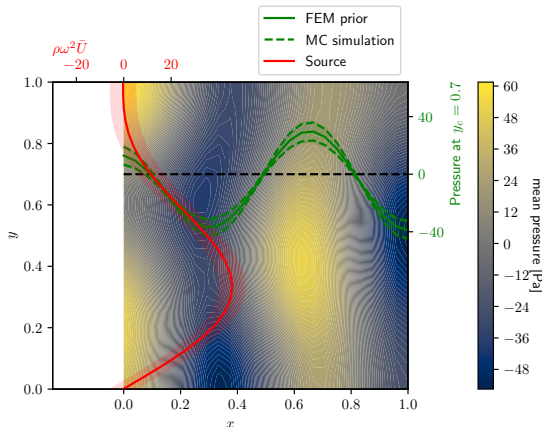 FEM prior
MC simulation
Source
ρω²Ū
−20 0 20
1.0
0.8
0.6
0.4
0.2
0.0
y
0.0 0.2 0.4 0.6 0.8 1.0
x
40
0
−40
Pressure at y_c = 0.7
60
48
36
24
12
0
−12
−24
−36
−48
mean pressure [Pa]